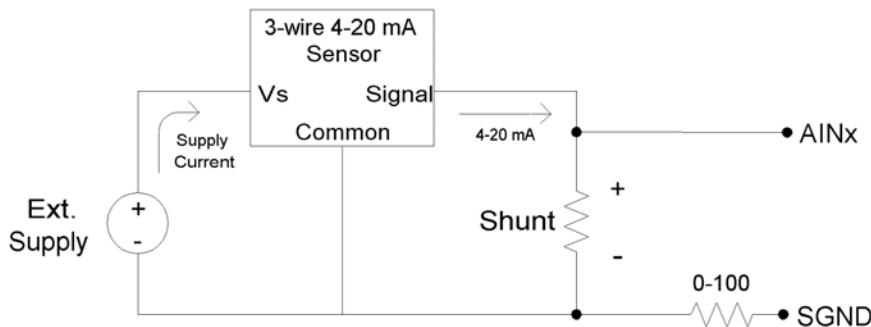 3-wire 4-20 mA
Sensor
Vs
Signal
Common
Supply
Current
4-20 mA
AINx
Ext.
Supply
+
-
Shunt
+
-
0-100
SGND